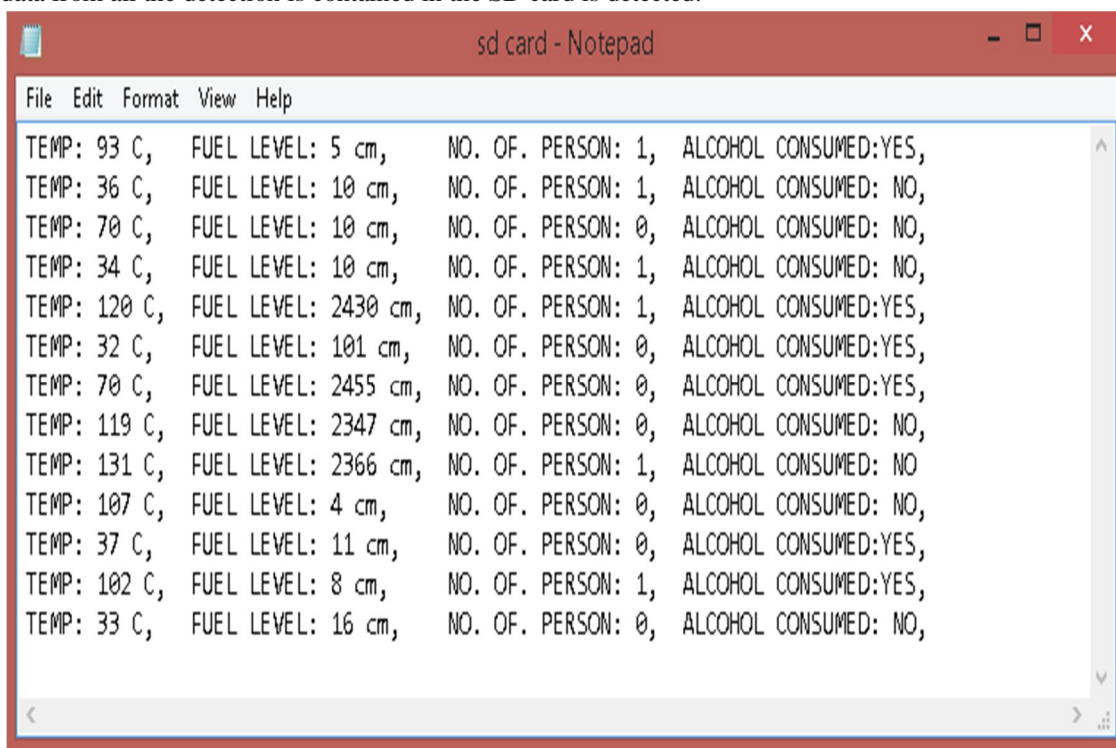 data from all the detection is contained in the SD card is detected.
sd card - Notepad
File Edit Format View Help
TEMP: 93 C, FUEL LEVEL: 5 cm, NO. OF. PERSON: 1, ALCOHOL CONSUMED:YES,
TEMP: 36 C, FUEL LEVEL: 10 cm, NO. OF. PERSON: 1, ALCOHOL CONSUMED: NO,
TEMP: 70 C, FUEL LEVEL: 10 cm, NO. OF. PERSON: 0, ALCOHOL CONSUMED: NO,
TEMP: 34 C, FUEL LEVEL: 10 cm, NO. OF. PERSON: 1, ALCOHOL CONSUMED: NO,
TEMP: 120 C, FUEL LEVEL: 2430 cm, NO. OF. PERSON: 1, ALCOHOL CONSUMED:YES,
TEMP: 32 C, FUEL LEVEL: 101 cm, NO. OF. PERSON: 0, ALCOHOL CONSUMED:YES,
TEMP: 70 C, FUEL LEVEL: 2455 cm, NO. OF. PERSON: 0, ALCOHOL CONSUMED:YES,
TEMP: 119 C, FUEL LEVEL: 2347 cm, NO. OF. PERSON: 0, ALCOHOL CONSUMED: NO,
TEMP: 131 C, FUEL LEVEL: 2366 cm, NO. OF. PERSON: 1, ALCOHOL CONSUMED: NO
TEMP: 107 C, FUEL LEVEL: 4 cm, NO. OF. PERSON: 0, ALCOHOL CONSUMED: NO,
TEMP: 37 C, FUEL LEVEL: 11 cm, NO. OF. PERSON: 0, ALCOHOL CONSUMED:YES,
TEMP: 102 C, FUEL LEVEL: 8 cm, NO. OF. PERSON: 1, ALCOHOL CONSUMED:YES,
TEMP: 33 C, FUEL LEVEL: 16 cm, NO. OF. PERSON: 0, ALCOHOL CONSUMED: NO,